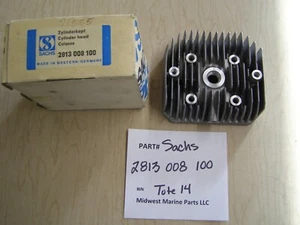 SACHS
Zylinderkopf
Cylinder head
Culasse
2813 008 100
MADE IN WESTERN-GERMANY
PART# Sachs
2813 008 100
BIN: Tote 14
Midwest Marine Parts LLC